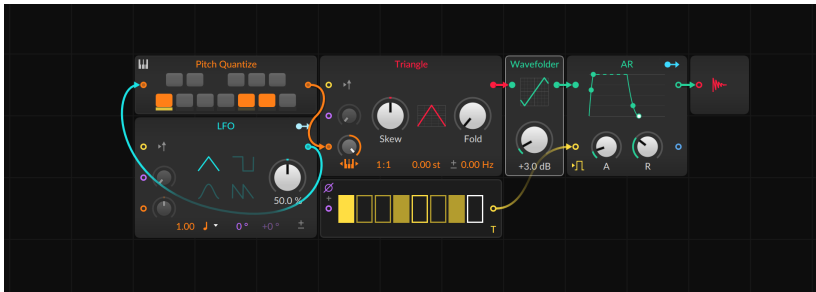 Pitch Quantize
Triangle
Wavefolder
AR
Skew
Fold
LFO
1:1
0.00 st
± 0.00 Hz
+3.0 dB
A
R
50.0 %
1.00
0 °
+0 °
±
T